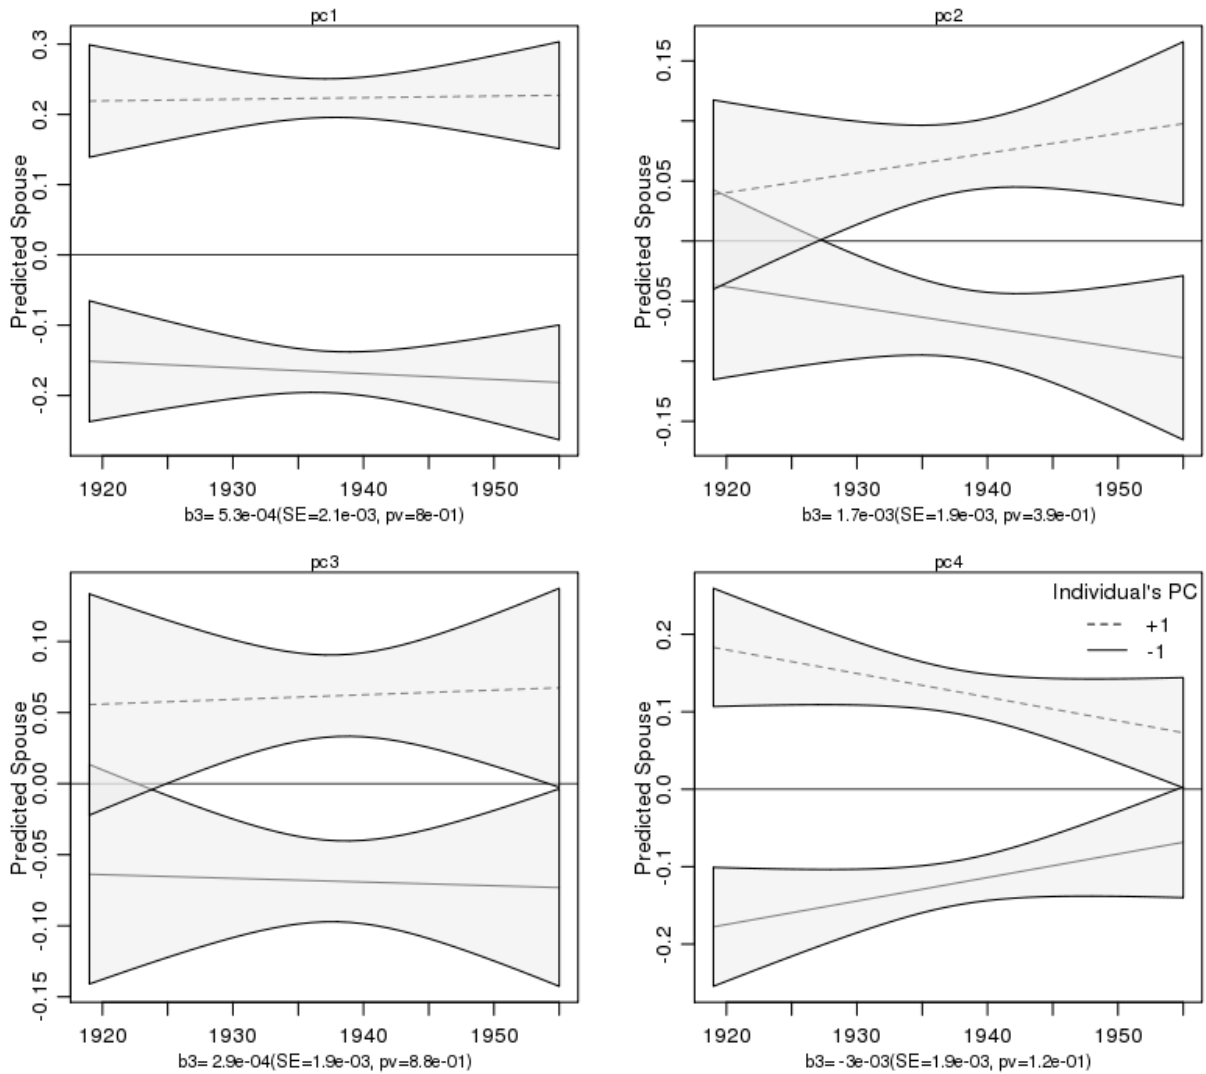 pc1
0.3
0.2
0.1
0.0
-0.1
-0.2
Predicted Spouse
1920 1930 1940 1950
b3= 5.3e-04(SE=2.1e-03, pv=8e-01)
pc2
0.15
0.05
-0.05
-0.15
Predicted Spouse
1920 1930 1940 1950
b3= 1.7e-03(SE=1.9e-03, pv=3.9e-01)
pc3
0.10
0.05
0.0
-0.05
-0.10
-0.15
Predicted Spouse
1920 1930 1940 1950
b3= 2.9e-04(SE=1.9e-03, pv=8.8e-01)
pc4
Individual's PC
+1
-1
0.2
0.1
0.0
-0.1
-0.2
Predicted Spouse
1920 1930 1940 1950
b3= -3e-03(SE=1.9e-03, pv=1.2e-01)